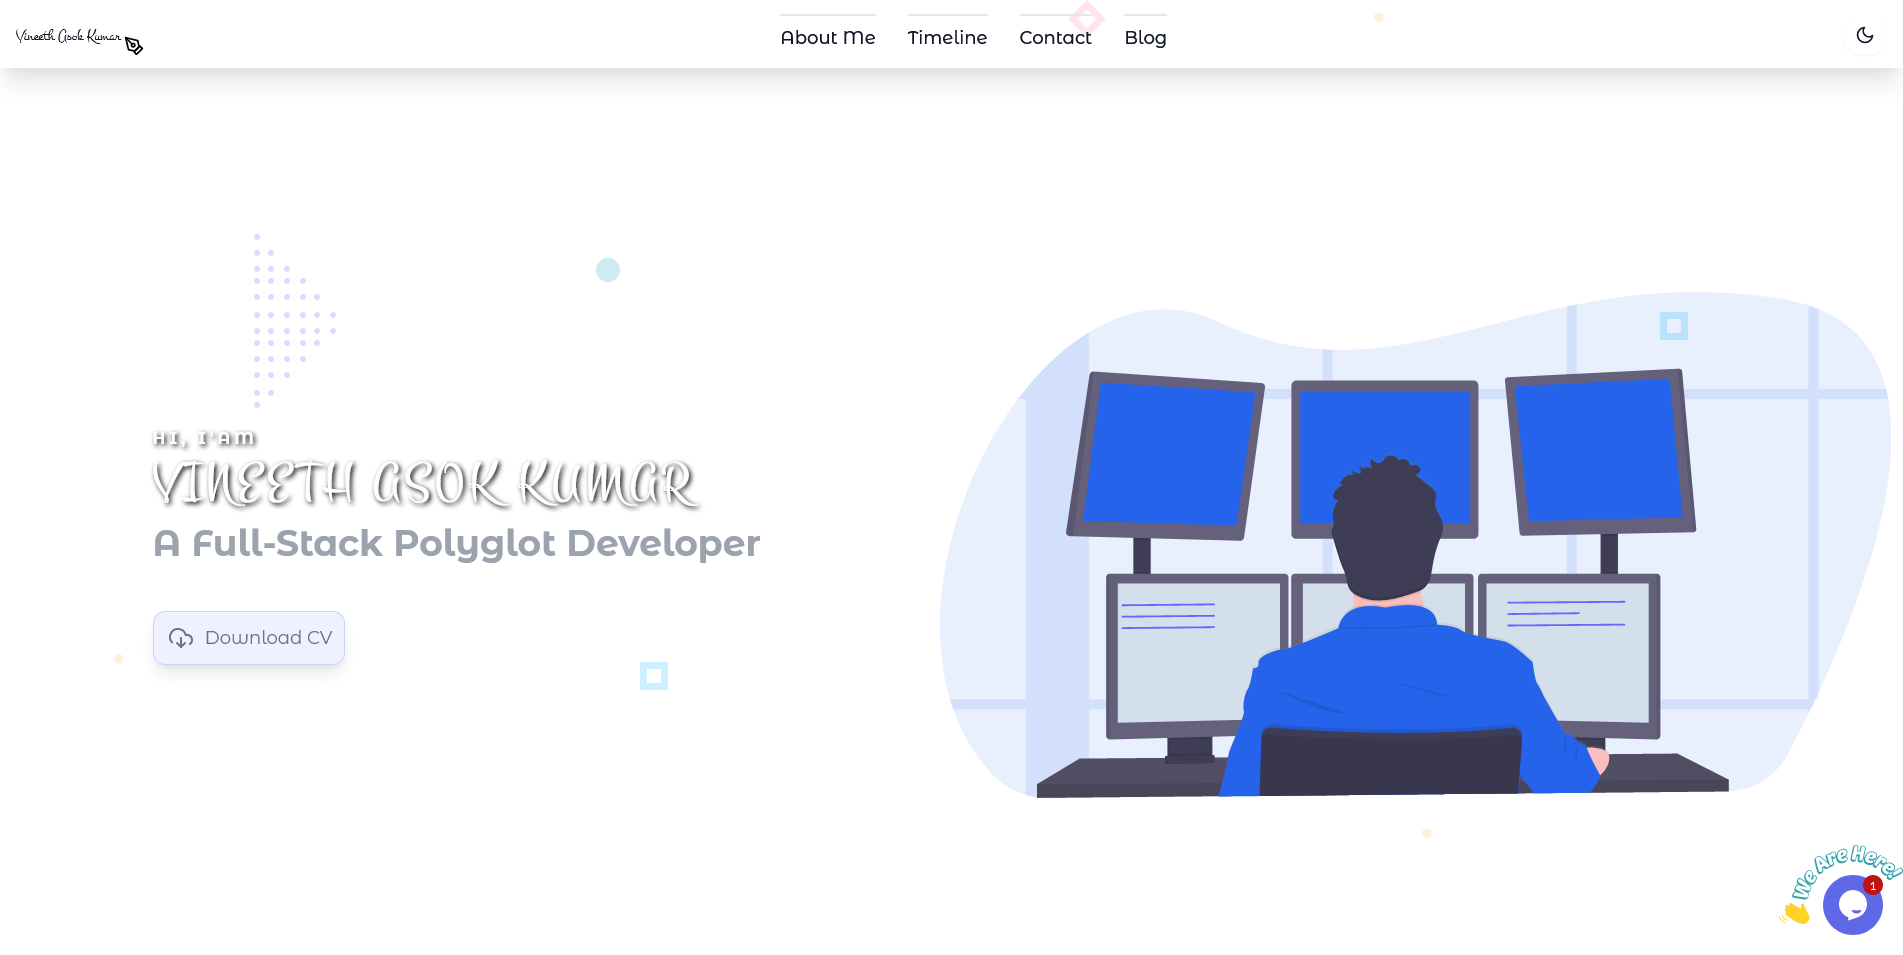 Vineeth Asok Kumar
About Me
Timeline
Contact
Blog
HI, I'AM
VINEETH ASOK KUMAR
A Full-Stack Polyglot Developer
Download CV
We Are Here!
1